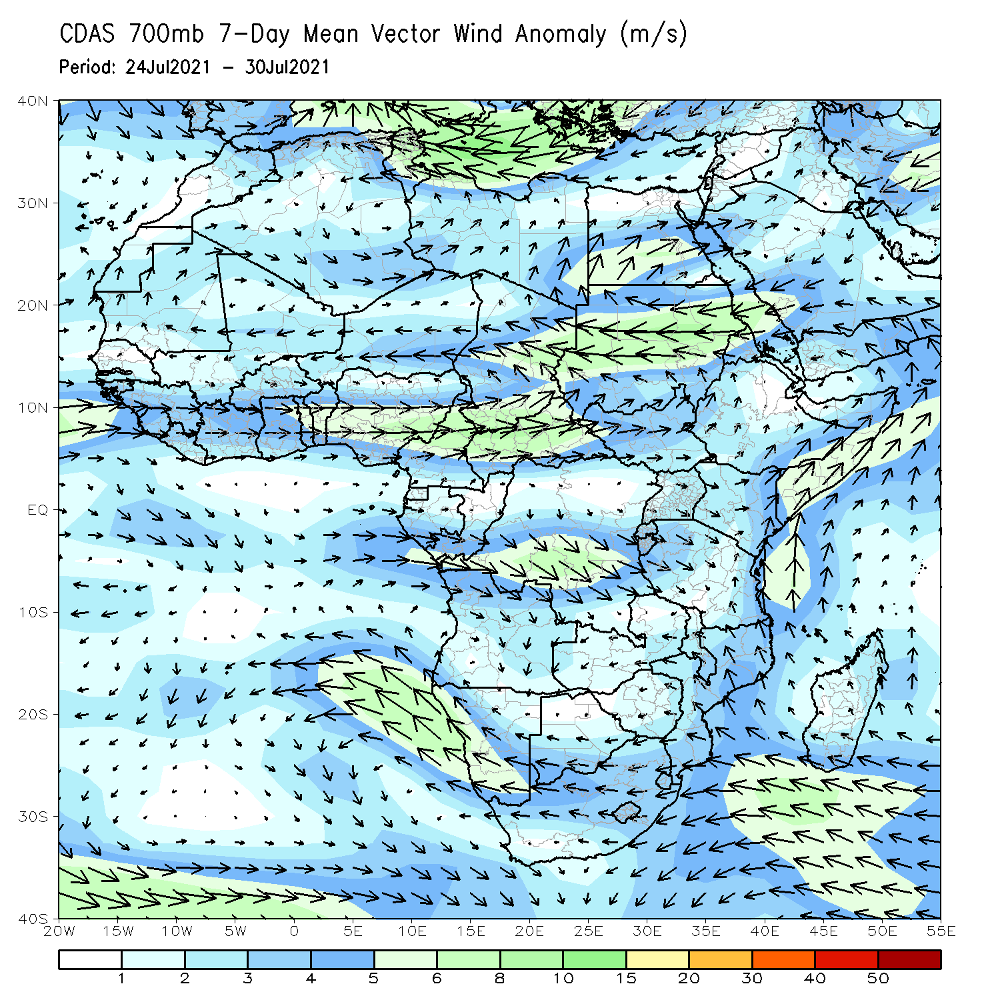 CDAS 700mb 7-Day Mean Vector Wind Anomaly (m/s)
Period: 24Jul2021 - 30Jul2021
40N
30N
20N
10N
EQ
10S
20S
30S
40S
20W 15W 10W 5W 0 5E 10E 15E 20E 25E 30E 35E 40E 45E 50E 55E
1 2 3 4 5 6 8 10 15 20 30 40 50